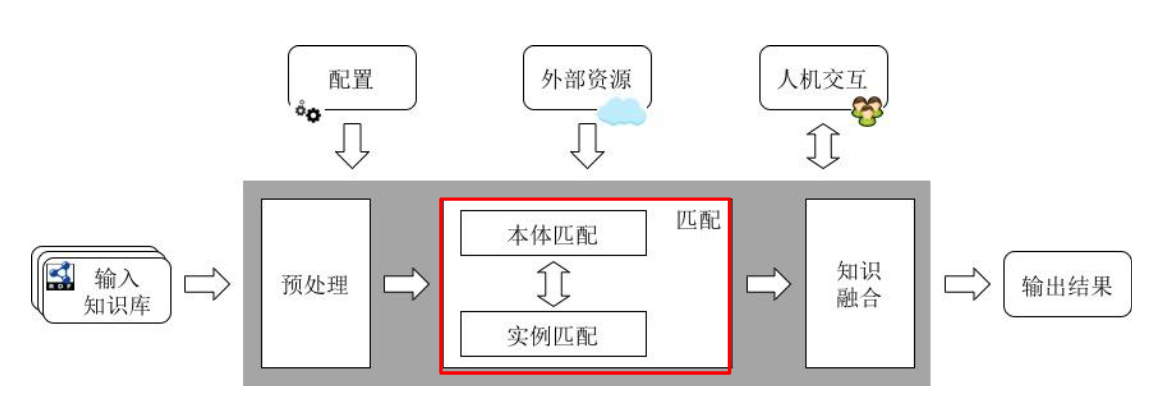 配置
外部资源
人机交互
输入
知识库
预处理
匹配
本体匹配
实例匹配
知识
融合
输出结果